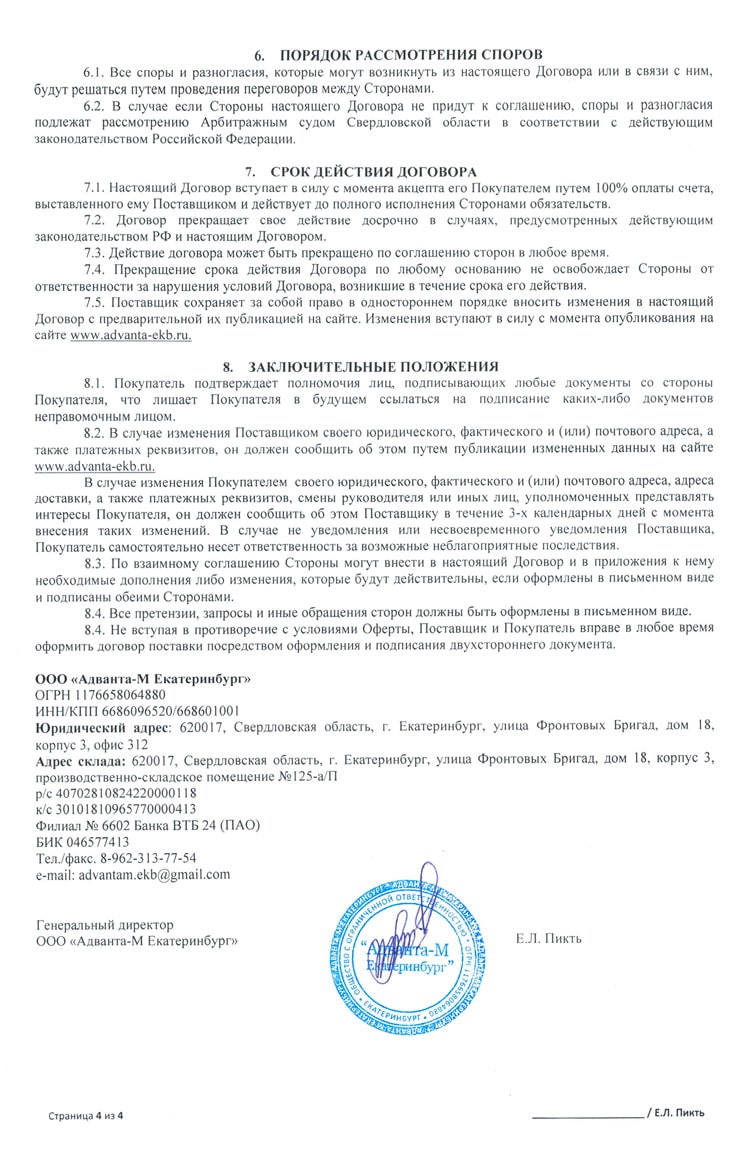 6. ПОРЯДОК РАССМОТРЕНИЯ СПОРОВ
6.1. Все споры и разногласия, которые могут возникнуть из настоящего Договора или в связи с ним,
будут решаться путем проведения переговоров между Сторонами.
6.2. В случае если Стороны настоящего Договора не придут к соглашению, споры и разногласия
подлежат рассмотрению Арбитражным судом Свердловской области в соответствии с действующим
законодательством Российской Федерации.
7. СРОК ДЕЙСТВИЯ ДОГОВОРА
7.1. Настоящий Договор вступает в силу с момента акцепта его Покупателем путем 100% оплаты счета,
выставленного ему Поставщиком и действует до полного исполнения Сторонами обязательств.
7.2. Договор прекращает свое действие досрочно в случаях, предусмотренных действующим
законодательством РФ и настоящим Договором.
7.3. Действие договора может быть прекращено по соглашению сторон в любое время.
7.4. Прекращение срока действия Договора по любому основанию не освобождает Стороны от
ответственности за нарушения условий Договора, возникшие в течение срока его действия.
7.5. Поставщик сохраняет за собой право в одностороннем порядке вносить изменения в настоящий
Договор с предварительной их публикацией на сайте. Изменения вступают в силу с момента опубликования на
сайте www.advanta-ekb.ru.
8. ЗАКЛЮЧИТЕЛЬНЫЕ ПОЛОЖЕНИЯ
8.1. Покупатель подтверждает полномочия лиц, подписывающих любые документы со стороны
Покупателя, что лишает Покупателя в будущем ссылаться на подписание каких-либо документов
неправомочным лицом.
8.2. В случае изменения Поставщиком своего юридического, фактического и (или) почтового адреса, а
также платежных реквизитов, он должен сообщить об этом путем публикации измененных данных на сайте
www.advanta-ekb.ru.
В случае изменения Покупателем своего юридического, фактического и (или) почтового адреса, адреса
доставки, а также платежных реквизитов, смены руководителя или иных лиц, уполномоченных представлять
интересы Покупателя, он должен сообщить об этом Поставщику в течение 3-х календарных дней с момента
внесения таких изменений. В случае не уведомления или несвоевременного уведомления Поставщика,
Покупатель самостоятельно несет ответственность за возможные неблагоприятные последствия.
8.3. По взаимному соглашению Стороны могут внести в настоящий Договор и в приложения к нему
необходимые дополнения либо изменения, которые будут действительны, если оформлены в письменном виде
и подписаны обеими Сторонами.
8.4. Все претензии, запросы и иные обращения сторон должны быть оформлены в письменном виде.
8.4. Не вступая в противоречие с условиями Оферты, Поставщик и Покупатель вправе в любое время
оформить договор поставки посредством оформления и подписания двухстороннего документа.
ООО «Адванта-М Екатеринбург»
ОГРН 1176658064880
ИНН/КПП 6686096520/668601001
Юридический адрес: 620017, Свердловская область, г. Екатеринбург, улица Фронтовых Бригад, дом 18,
корпус 3, офис 312
Адрес склада: 620017, Свердловская область, г. Екатеринбург, улица Фронтовых Бригад, дом 18, корпус 3,
производственно-складское помещение №125-а/П
р/с 40702810824220000118
к/с 30101810965770000413
Филиал № 6602 Банка ВТБ 24 (ПАО)
БИК 046577413
Тел./факс. 8-962-313-77-54
e-mail: advantam.ekb@gmail.com
Генеральный директор
ООО «Адванта-М Екатеринбург»
ОБЩЕСТВО С ОГРАНИЧЕННОЙ ОТВЕТСТВЕННОСТЬЮ • ОГРН 1176658064880 • ЕКАТЕРИНБУРГ •
"Адванта-М
Екатеринбург"
Е.Л. Пикть
Страница 4 из 4
/ Е.Л. Пикть